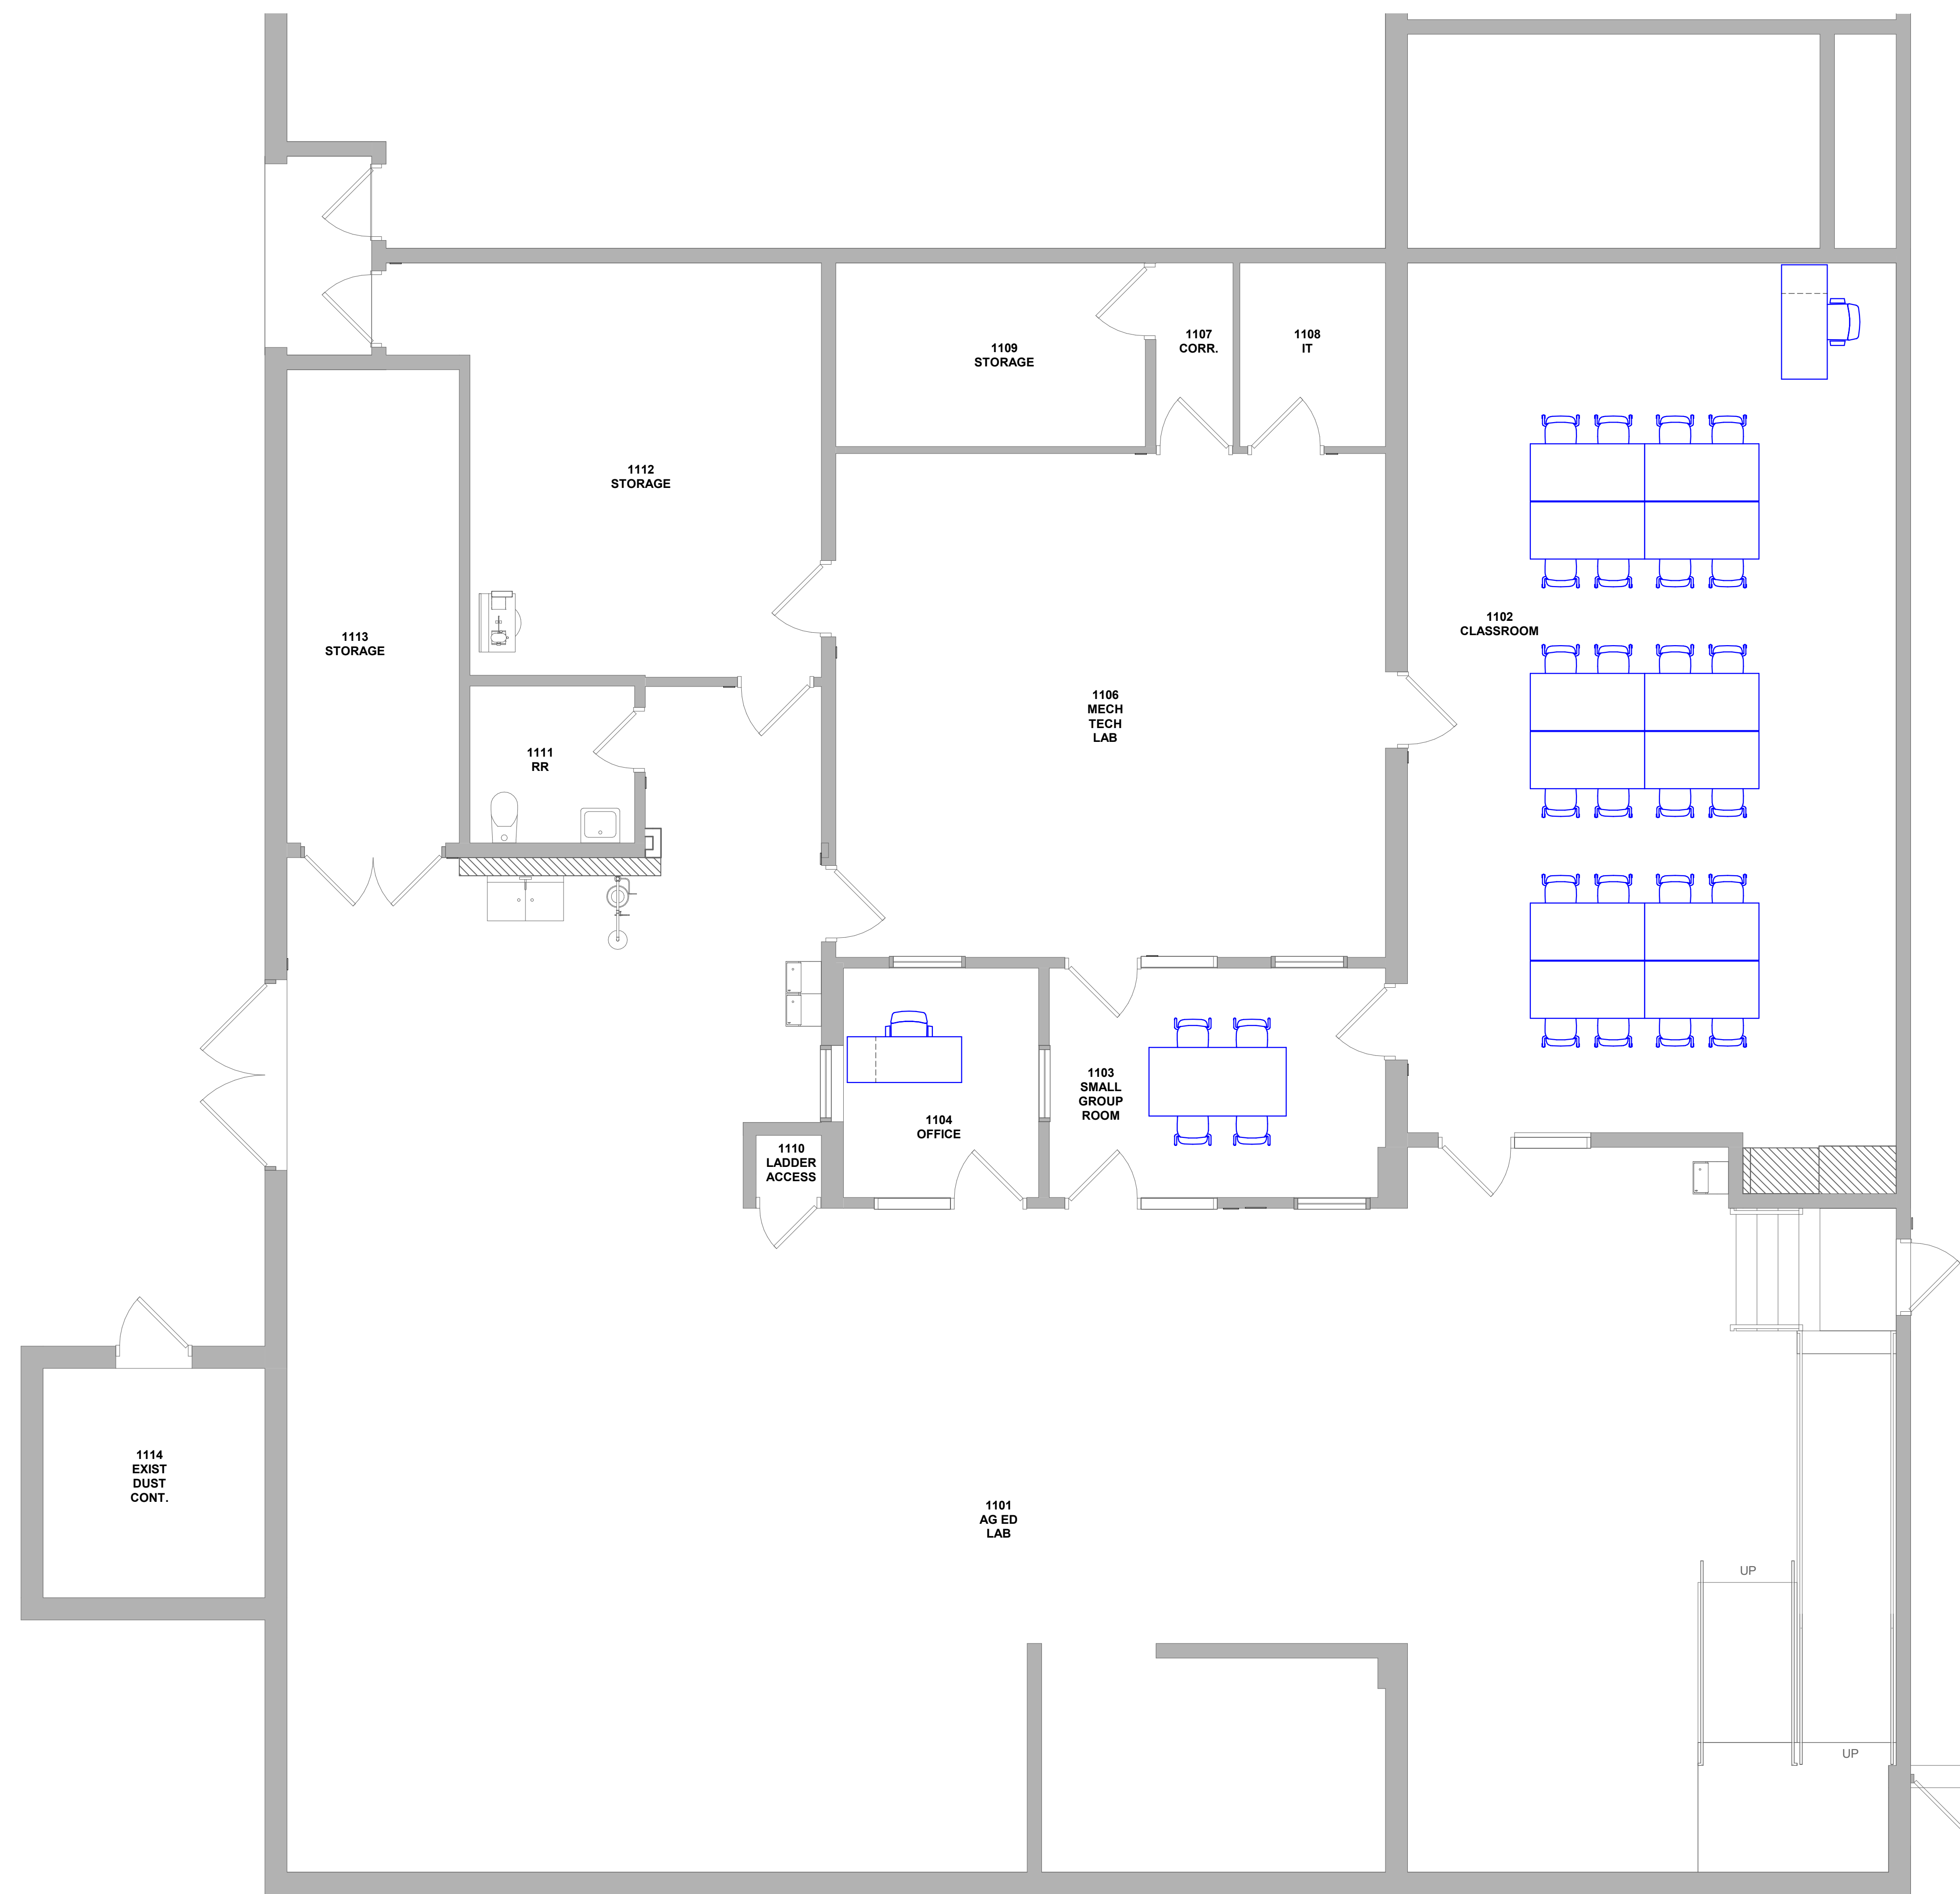 1107
CORR.
1108
IT
1109
STORAGE
1112
STORAGE
1102
CLASSROOM
1113
STORAGE
1106
MECH
TECH
LAB
1111
RR
1103
SMALL
GROUP
ROOM
1104
OFFICE
1110
LADDER
ACCESS
1114
EXIST
DUST
CONT.
1101
AG ED
LAB
UP
UP